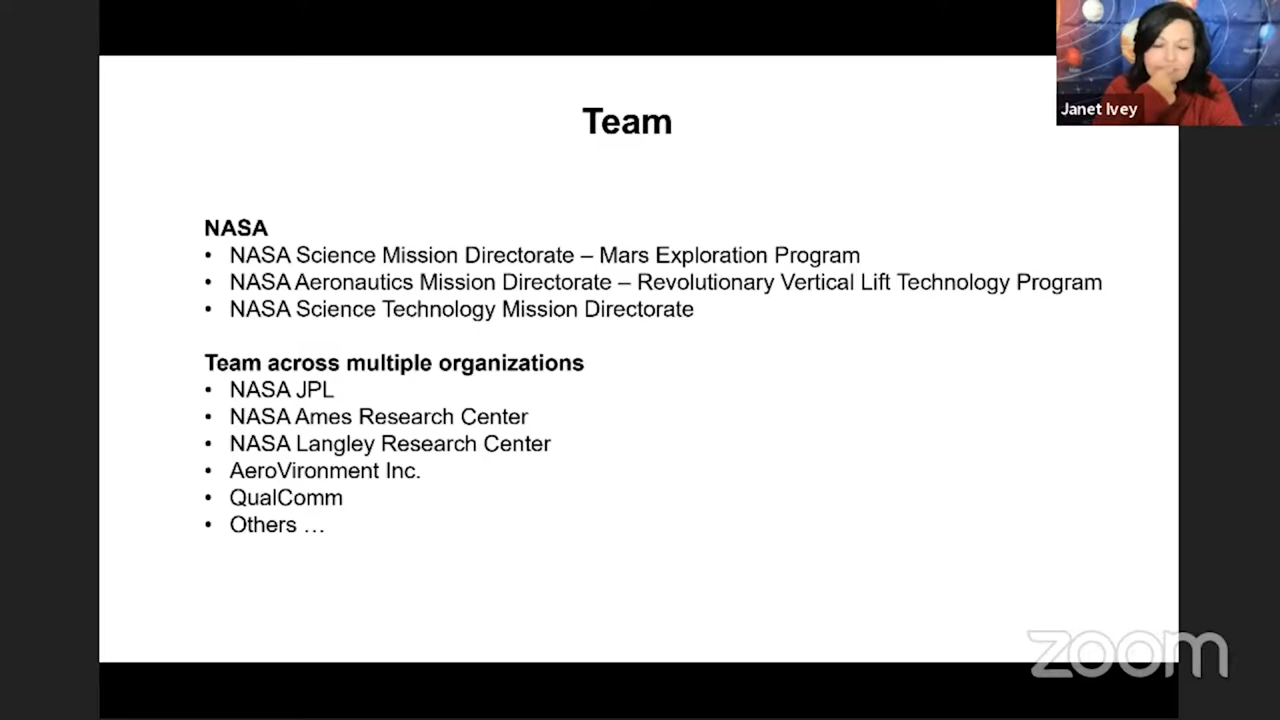 Team
Janet Ivey
NASA
• NASA Science Mission Directorate – Mars Exploration Program
• NASA Aeronautics Mission Directorate – Revolutionary Vertical Lift Technology Program
• NASA Science Technology Mission Directorate
Team across multiple organizations
• NASA JPL
• NASA Ames Research Center
• NASA Langley Research Center
• AeroVironment Inc.
• QualComm
• Others …
zoom